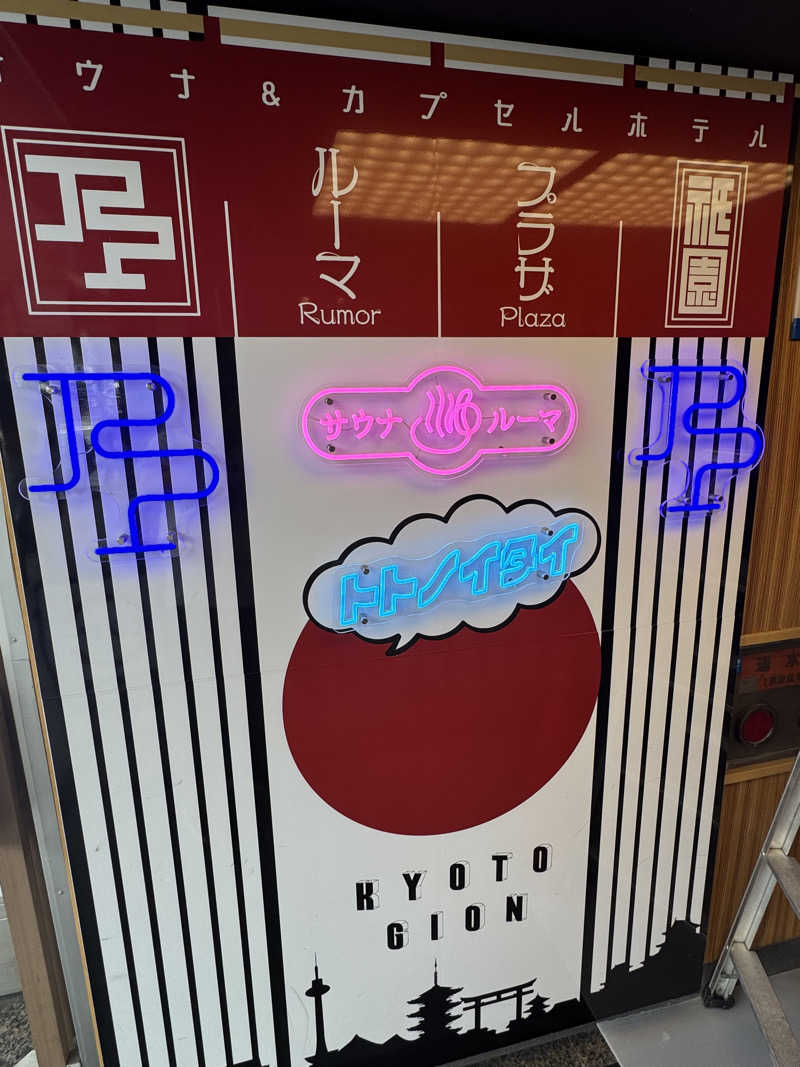 ウナ&カプセルホテル
ルーマ
Rumor
プラザ
Plaza
祇園
サウナ ルーマ
トトノイタイ
KYOTO
GION